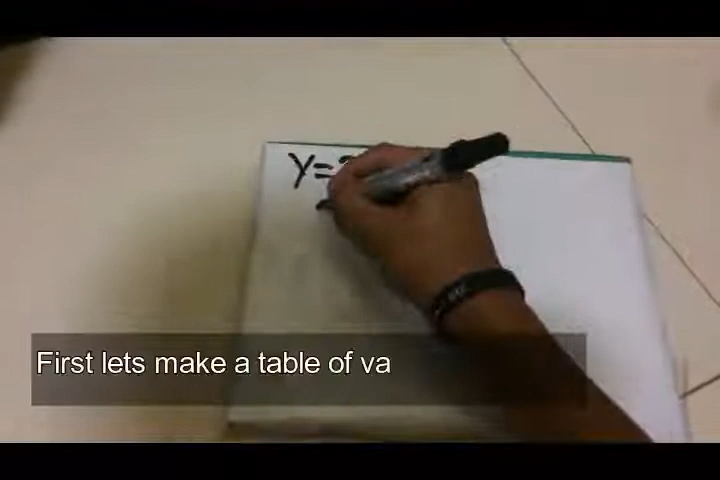 y=
First lets make a table of va